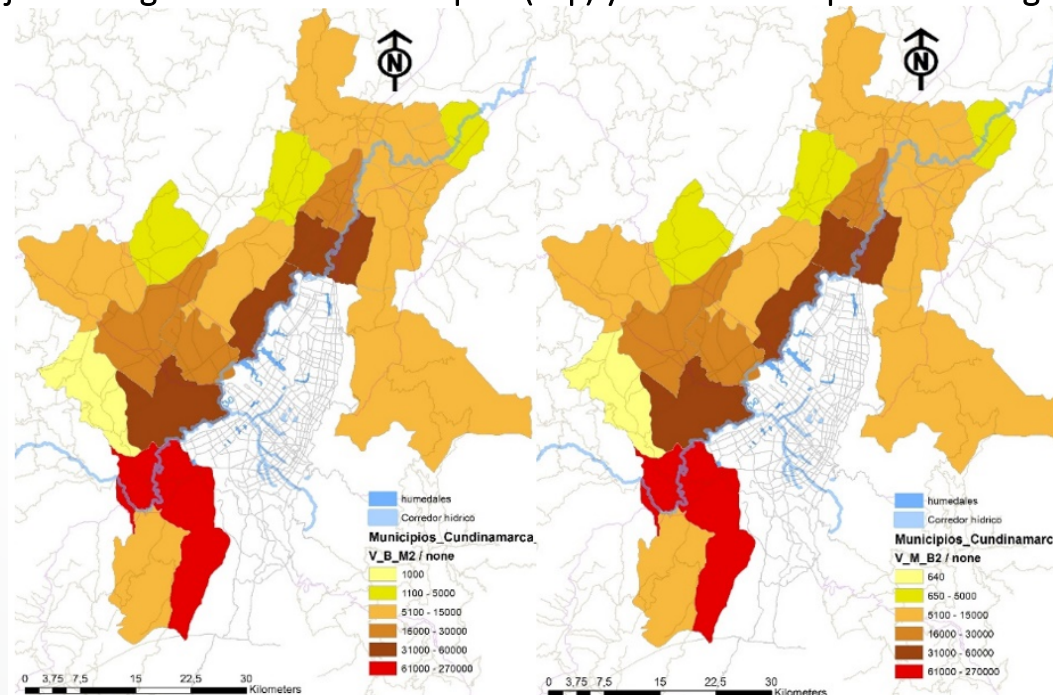 N
humedales
Corredor hídrico
Municipios_Cundinamarca_
V_B_M2 / none
1000
1100 - 5000
5100 - 15000
16000 - 30000
31000 - 60000
61000 - 270000
0 3,75 7,5 15 22,5 30
Kilometers
N
humedales
Corredor hídrico
Municipios_Cundinamarc
V_M_B2 / none
640
650 - 5000
5100 - 15000
16000 - 30000
31000 - 60000
61000 - 270000
0 3,75 7,5 15 22,5 30
Kilometers